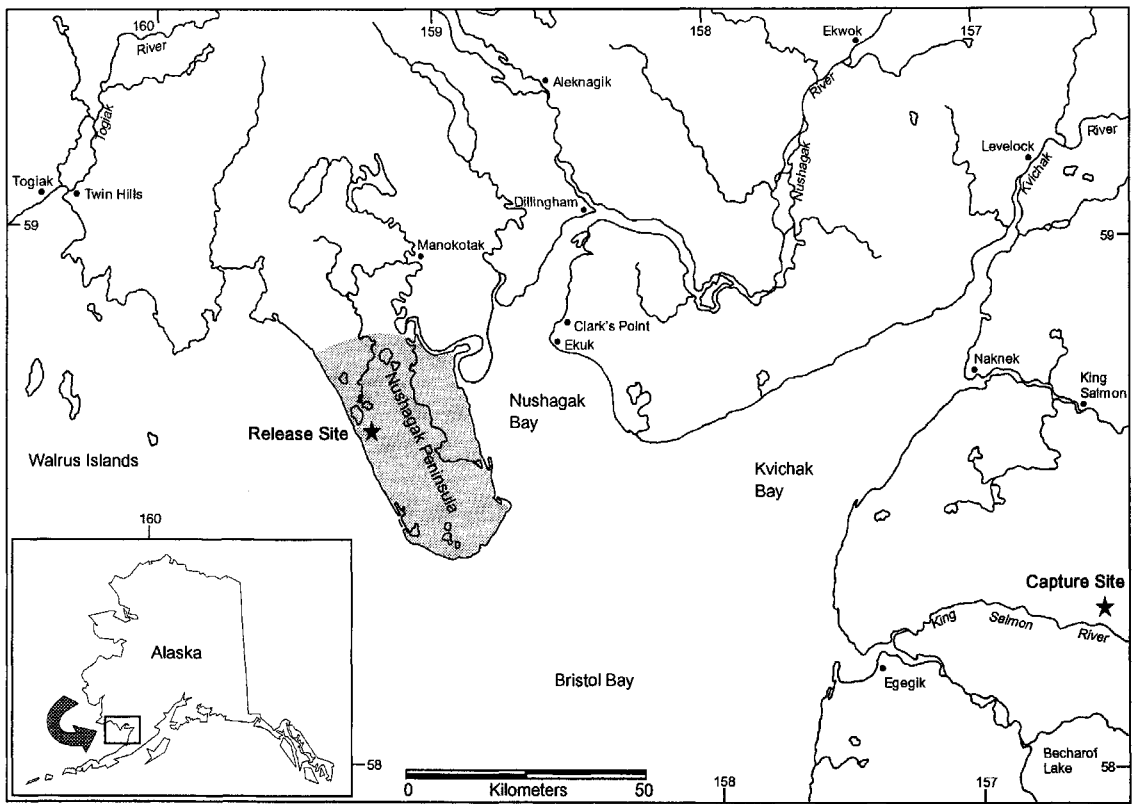 160
159
158
157
River
Togiak
Ekwok
Aleknagik
River
Nushagak
Levelock
River
Kvichak
Togiak
Twin Hills
Dillingham
59
59
Manokotak
Clark's Point
Ekuk
Naknek
King
Salmon
Nushagak Peninsula
Nushagak
Bay
Release Site
Walrus Islands
Kvichak
Bay
160
Capture Site
King Salmon River
Alaska
Bristol Bay
Egegik
Becharof
Lake
58
58
0 Kilometers 50
158
157